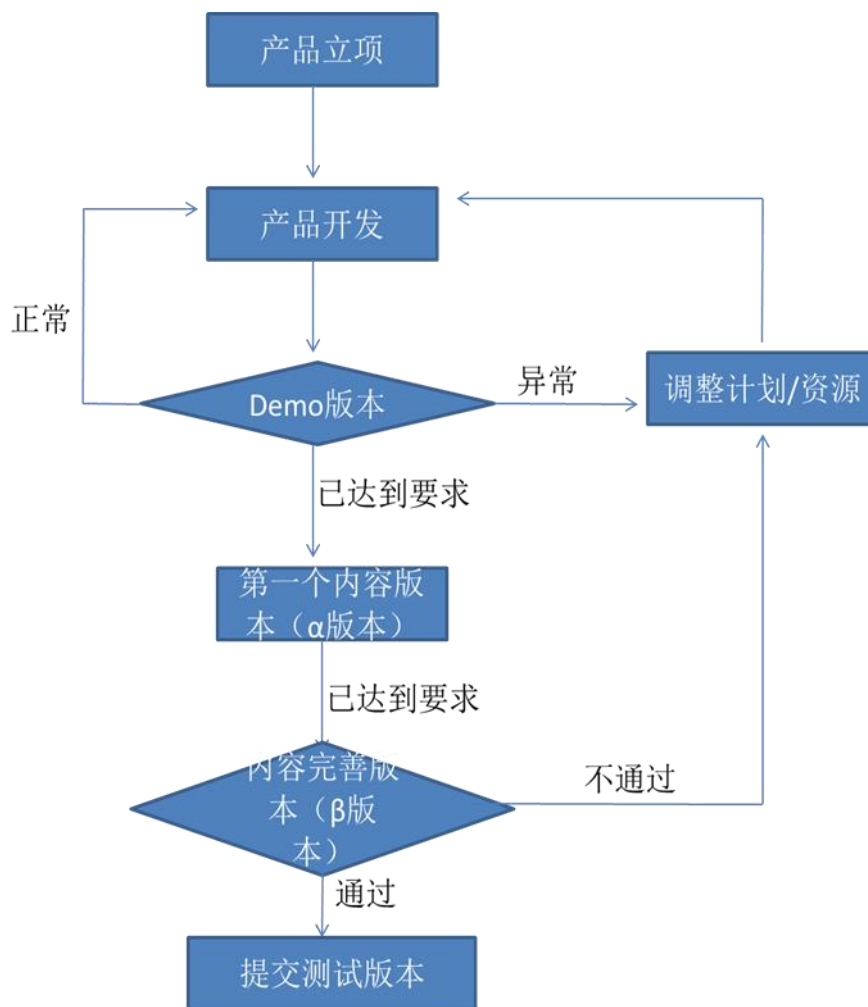 产品立项
产品开发
正常
Demo版本
异常
调整计划/资源
已达到要求
第一个内容版
本（α版本）
已达到要求
内容完善版
本（β版
本）
不通过
通过
提交测试版本